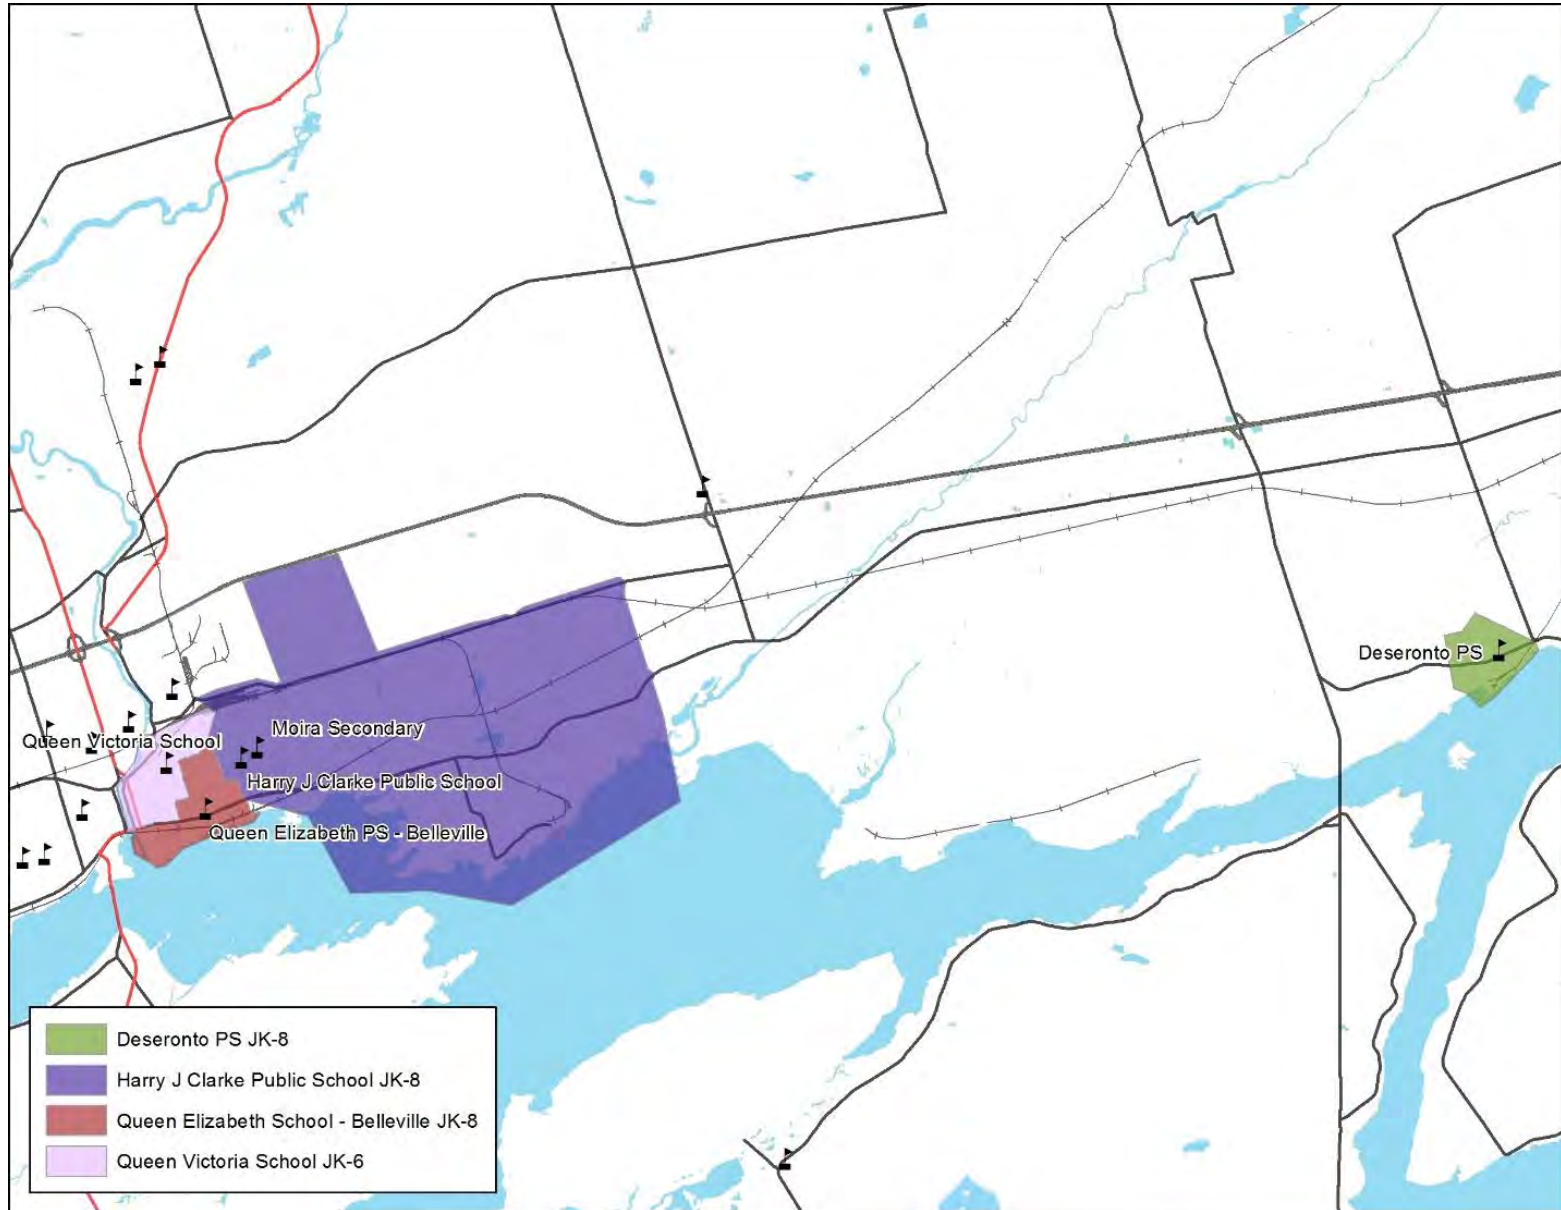 Deseronto PS
Moira Secondary
Queen Victoria School
Harry J Clarke Public School
Queen Elizabeth PS - Belleville
Deseronto PS JK-8
Harry J Clarke Public School JK-8
Queen Elizabeth School - Belleville JK-8
Queen Victoria School JK-6